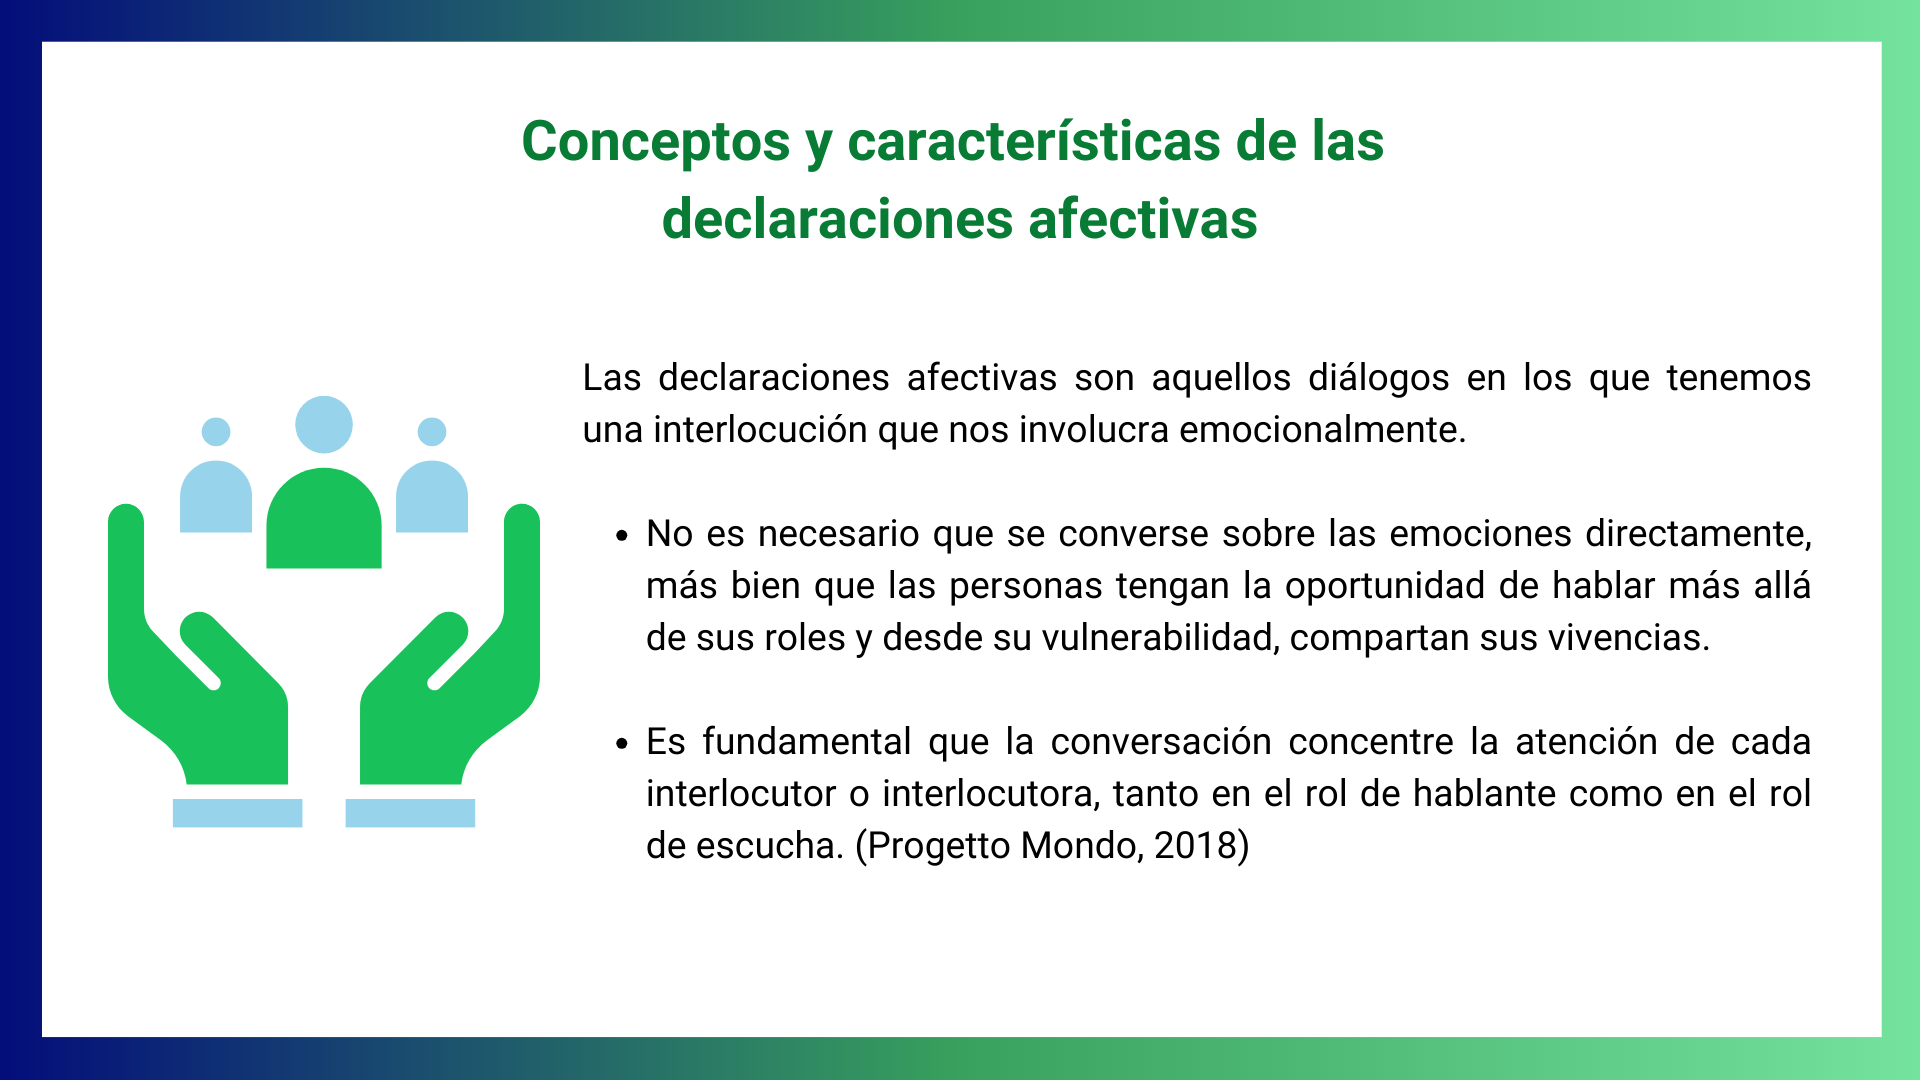 Conceptos y características de las
declaraciones afectivas
Las declaraciones afectivas son aquellos diálogos en los que tenemos
una interlocución que nos involucra emocionalmente.
• No es necesario que se converse sobre las emociones directamente,
más bien que las personas tengan la oportunidad de hablar más allá
de sus roles y desde su vulnerabilidad, compartan sus vivencias.
• Es fundamental que la conversación concentre la atención de cada
interlocutor o interlocutora, tanto en el rol de hablante como en el rol
de escucha. (Progetto Mondo, 2018)